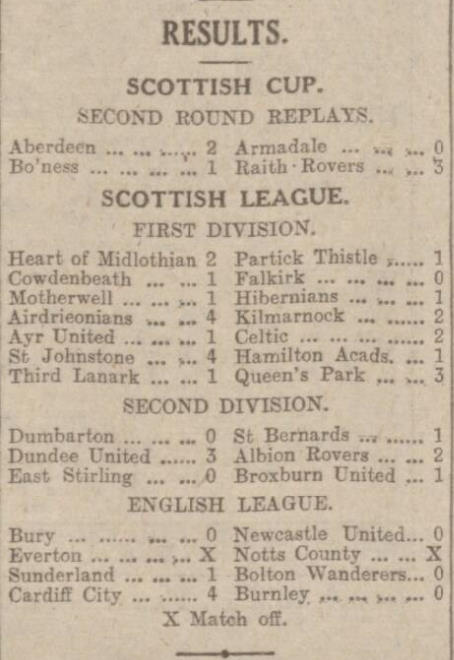 RESULTS.
SCOTTISH CUP.
SECOND ROUND REPLAYS.
Aberdeen ... ... ...... 2 Armadale ... ... ... 0
Bo'ness ... ... ... ... 1 Raith Rovers ... ... 3
SCOTTISH LEAGUE.
FIRST DIVISION.
Heart of Midlothian 2 Partick Thistle ...... 1
Cowdenbeath ... ... 1 Falkirk ... ... ... ... 0
Motherwell ... ... ... 1 Hibernians ... ... ... 1
Airdrieonians ... ... 4 Kilmarnock ... ...... 2
Ayr United ... ... ... 1 Celtic ... ... ... ...... 2
St Johnstone ... ... 4 Hamilton Acads. ... 1
Third Lanark ... ... 1 Queen's Park ... ... 3
SECOND DIVISION.
Dumbarton ... ... ... 0 St Bernards ... ...... 1
Dundee United ...... 3 Albion Rovers ... ... 2
East Stirling ... ... 0 Broxburn United ... 1
ENGLISH LEAGUE.
Bury ... ...... ... ... 0 Newcastle United... 0
Everton ... ... ... ... X Notts County ... ... X
Sunderland ... ... ... 1 Bolton Wanderers... 0
Cardiff City ... ...... 4 Burnley ... ... ... ... 0
X Match off.